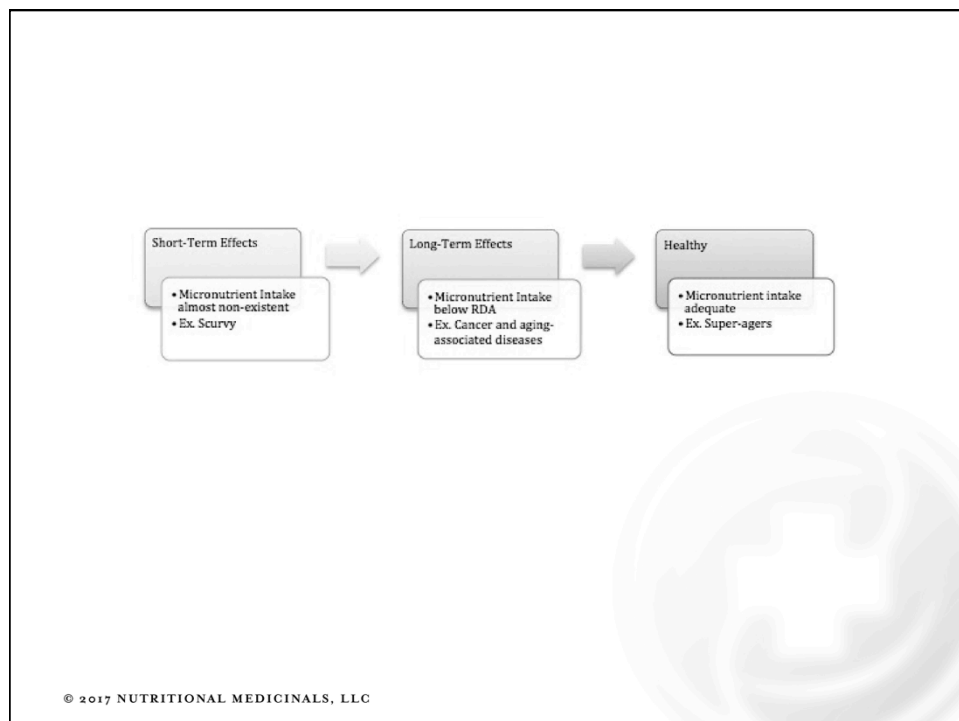 Short-Term Effects
• Micronutrient Intake
almost non-existent
• Ex. Scurvy
Long-Term Effects
• Micronutrient Intake
below RDA
• Ex. Cancer and aging-
associated diseases
Healthy
• Micronutrient intake
adequate
• Ex. Super-agers
© 2017 NUTRITIONAL MEDICINALS, LLC